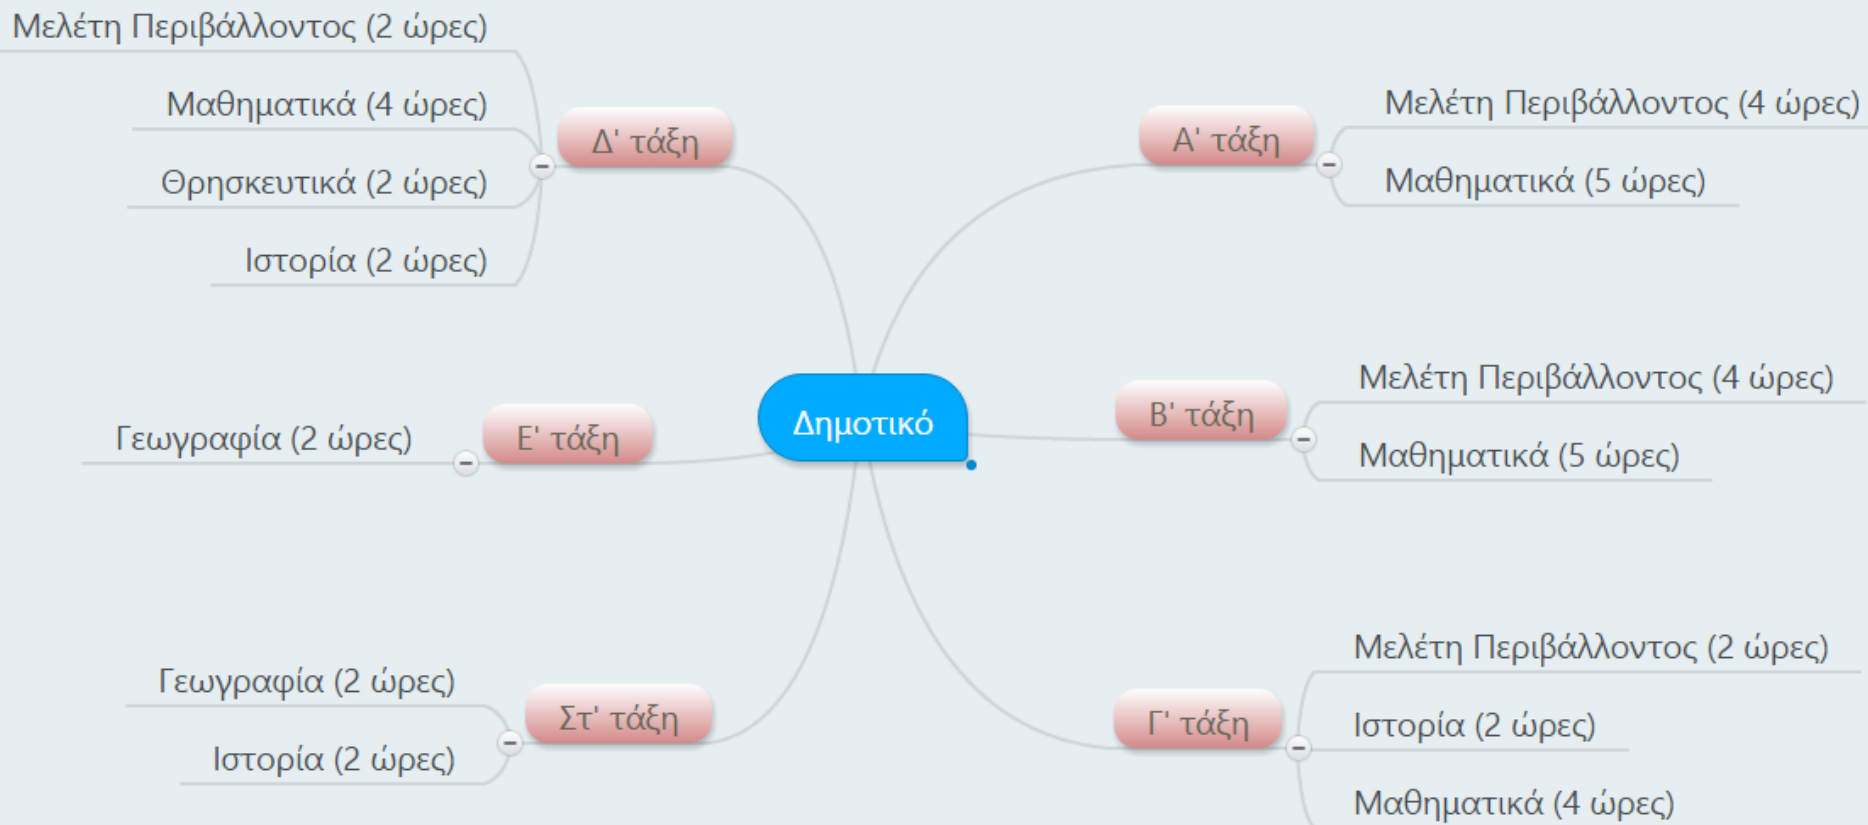 Δημοτικό
Α' τάξη
Μελέτη Περιβάλλοντος (4 ώρες)
Μαθηματικά (5 ώρες)
Β' τάξη
Μελέτη Περιβάλλοντος (4 ώρες)
Μαθηματικά (5 ώρες)
Γ' τάξη
Μελέτη Περιβάλλοντος (2 ώρες)
Ιστορία (2 ώρες)
Μαθηματικά (4 ώρες)
Δ' τάξη
Μελέτη Περιβάλλοντος (2 ώρες)
Μαθηματικά (4 ώρες)
Θρησκευτικά (2 ώρες)
Ιστορία (2 ώρες)
Ε' τάξη
Γεωγραφία (2 ώρες)
Στ' τάξη
Γεωγραφία (2 ώρες)
Ιστορία (2 ώρες)